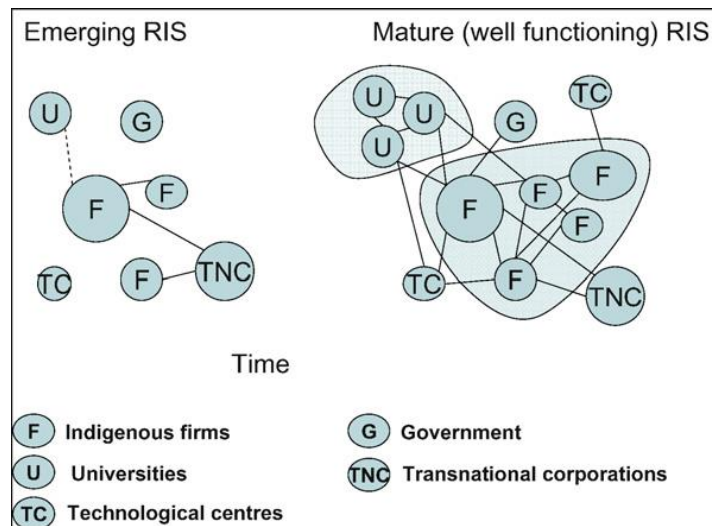 Emerging RIS
Mature (well functioning) RIS
U
G
F
F
TC
F
TNC
U
U
U
G
TC
F
F
F
F
TC
F
TNC
Time
F Indigenous firms
G Government
U Universities
TNC Transnational corporations
TC Technological centres